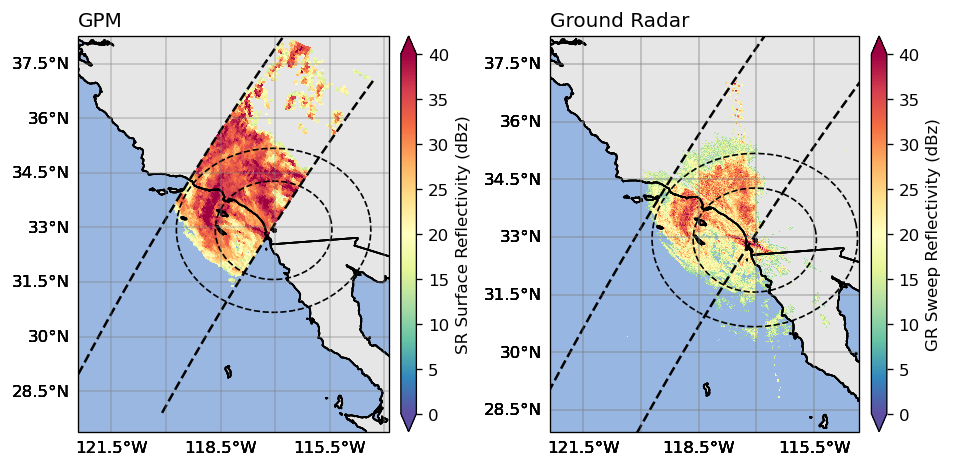 GPM
37.5°N
36°N
34.5°N
33°N
31.5°N
30°N
28.5°N
121.5°W 118.5°W 115.5°W
40
35
30
25
20
15
10
5
0
SR Surface Reflectivity (dBz)
Ground Radar
37.5°N
36°N
34.5°N
33°N
31.5°N
30°N
28.5°N
121.5°W 118.5°W 115.5°W
40
35
30
25
20
15
10
5
0
GR Sweep Reflectivity (dBz)